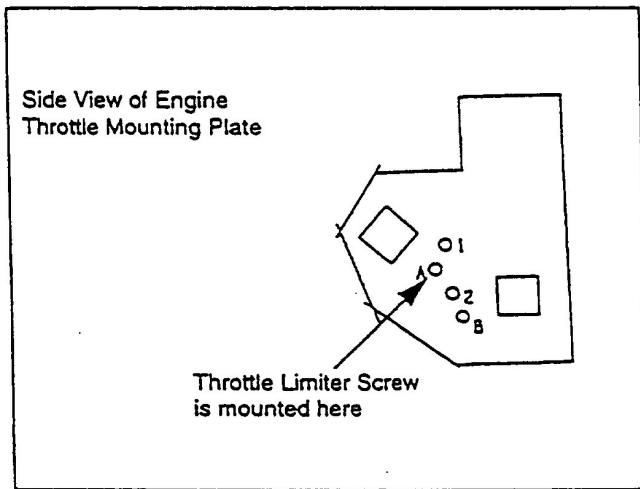 Side View of Engine
Throttle Mounting Plate
1
A
2
B
Throttle Limiter Screw
is mounted here